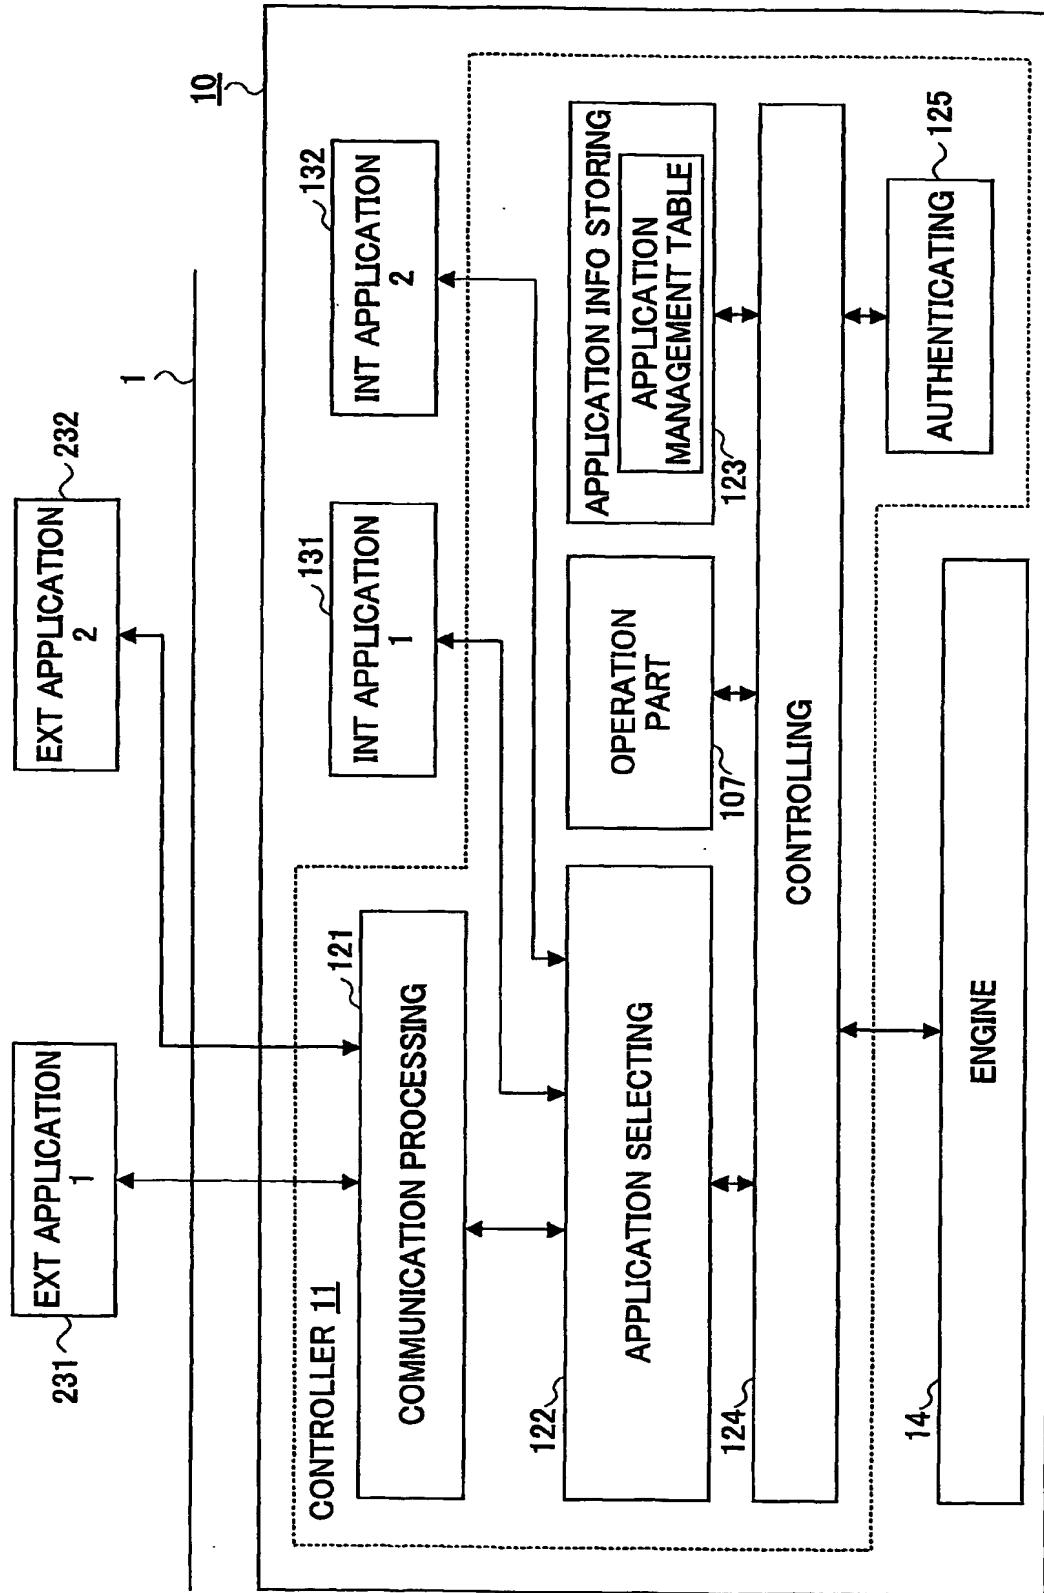 231
EXT APPLICATION
1
EXT APPLICATION
2
232
1
10
CONTROLLER 11
COMMUNICATION PROCESSING
121
INT APPLICATION
1
131
INT APPLICATION
2
132
122
APPLICATION SELECTING
OPERATION
PART
107
APPLICATION INFO STORING
APPLICATION
MANAGEMENT TABLE
123
124
CONTROLLING
AUTHENTICATING
125
14
ENGINE